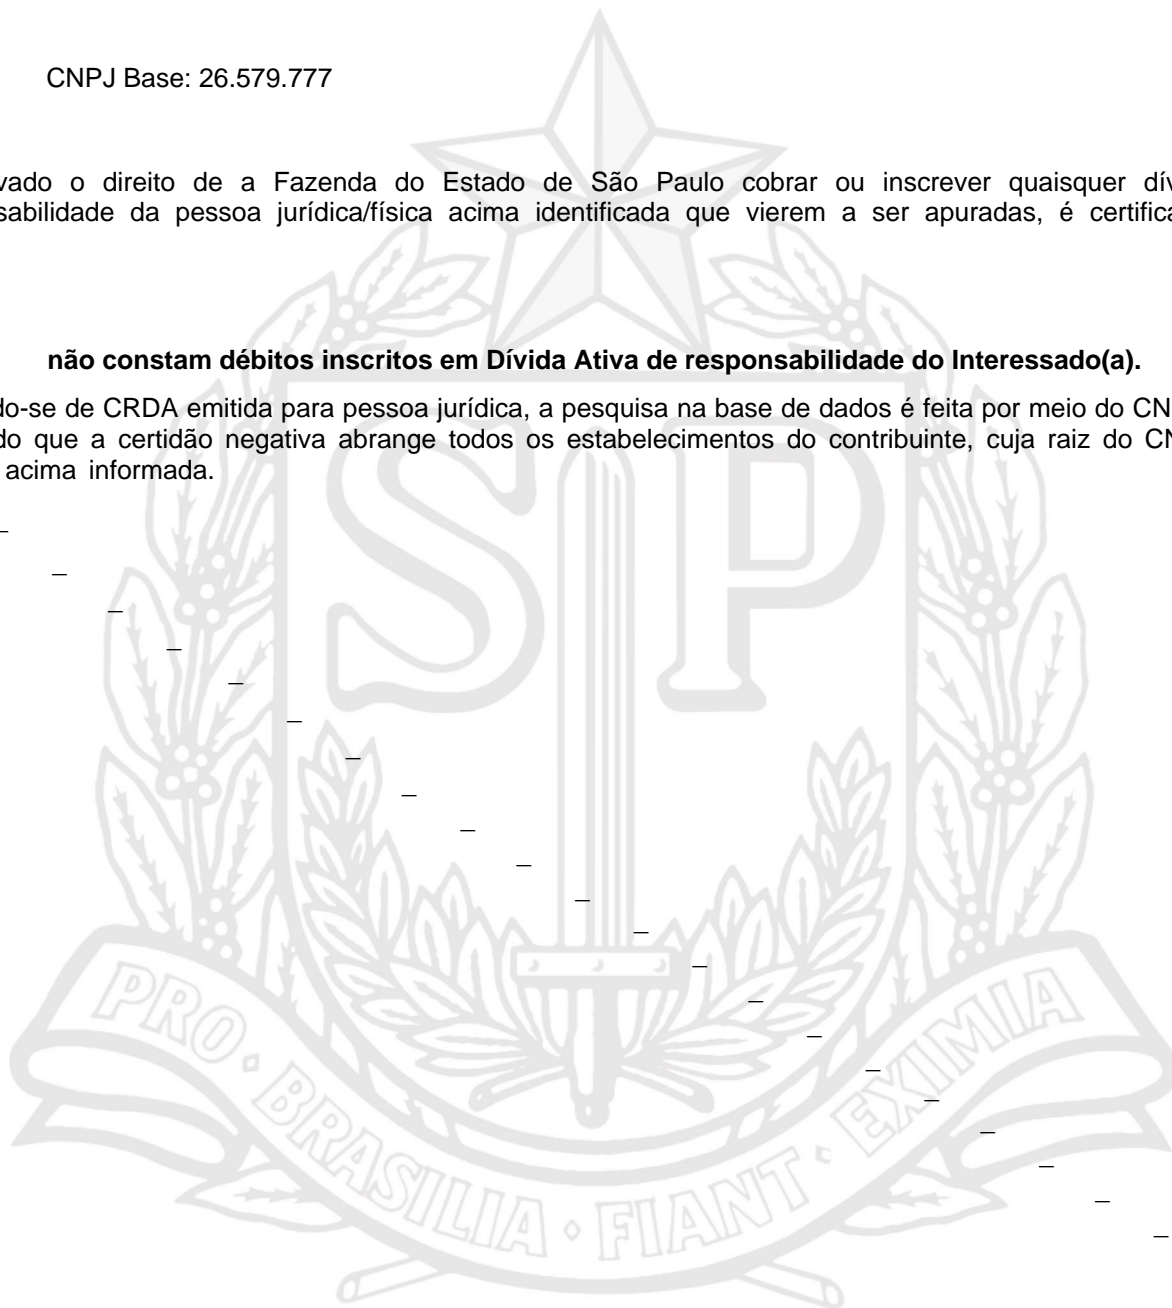 CNPJ Base: 26.579.777
vado o direito de a Fazenda do Estado de São Paulo cobrar ou inscrever quaisquer dív
sabilidade da pessoa jurídica/física acima identificada que vierem a ser apuradas, é certifica
não constam débitos inscritos em Dívida Ativa de responsabilidade do Interessado(a).
do-se de CRDA emitida para pessoa jurídica, a pesquisa na base de dados é feita por meio do CN
do que a certidão negativa abrange todos os estabelecimentos do contribuinte, cuja raiz do CN
acima informada.
SP
PRO • BRASILIA • FIANT • EXIMIA